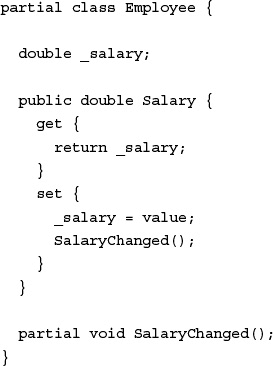 partial class Employee {
  double _salary;
  public double Salary {
    get {
      return _salary;
    }
    set {
      _salary = value;
      SalaryChanged();
    }
  }
  partial void SalaryChanged();
}